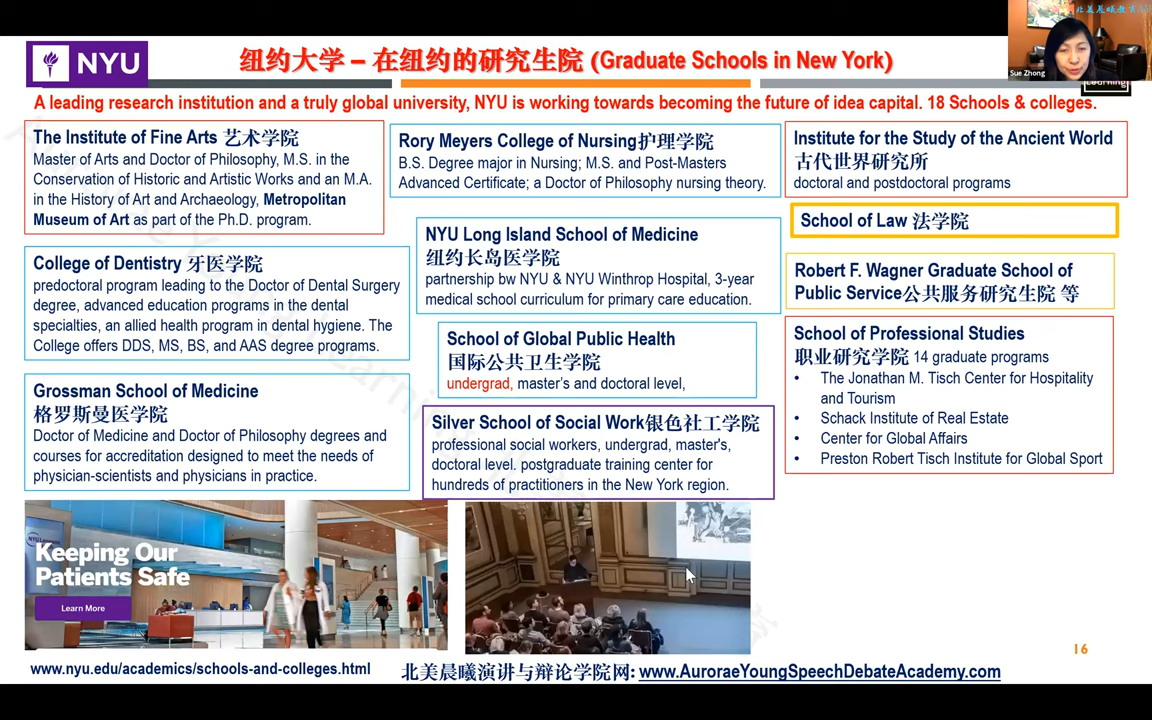 NYU
纽约大学 – 在纽约的研究生院 (Graduate Schools in New York)
Sue Zhong
Learning
A leading research institution and a truly global university, NYU is working towards becoming the future of idea capital. 18 Schools & colleges.
The Institute of Fine Arts 艺术学院
Master of Arts and Doctor of Philosophy, M.S. in the
Conservation of Historic and Artistic Works and an M.A.
in the History of Art and Archaeology, Metropolitan
Museum of Art as part of the Ph.D. program.
College of Dentistry 牙医学院
predoctoral program leading to the Doctor of Dental Surgery
degree, advanced education programs in the dental
specialties, an allied health program in dental hygiene. The
College offers DDS, MS, BS, and AAS degree programs.
Grossman School of Medicine
格罗斯曼医学院
Doctor of Medicine and Doctor of Philosophy degrees and
courses for accreditation designed to meet the needs of
physician-scientists and physicians in practice.
Rory Meyers College of Nursing护理学院
B.S. Degree major in Nursing; M.S. and Post-Masters
Advanced Certificate; a Doctor of Philosophy nursing theory.
NYU Long Island School of Medicine
纽约长岛医学院
partnership bw NYU & NYU Winthrop Hospital, 3-year
medical school curriculum for primary care education.
School of Global Public Health
国际公共卫生学院
undergrad, master's and doctoral level,
Silver School of Social Work银色社工学院
professional social workers, undergrad, master's,
doctoral level. postgraduate training center for
hundreds of practitioners in the New York region.
Institute for the Study of the Ancient World
古代世界研究所
doctoral and postdoctoral programs
School of Law 法学院
Robert F. Wagner Graduate School of
Public Service公共服务研究生院 等
School of Professional Studies
职业研究学院 14 graduate programs
• The Jonathan M. Tisch Center for Hospitality
and Tourism
• Schack Institute of Real Estate
• Center for Global Affairs
• Preston Robert Tisch Institute for Global Sport
Keeping Our
Patients Safe
Learn More
16
www.nyu.edu/academics/schools-and-colleges.html
北美晨曦演讲与辩论学院网: www.AuroraeYoungSpeechDebateAcademy.com